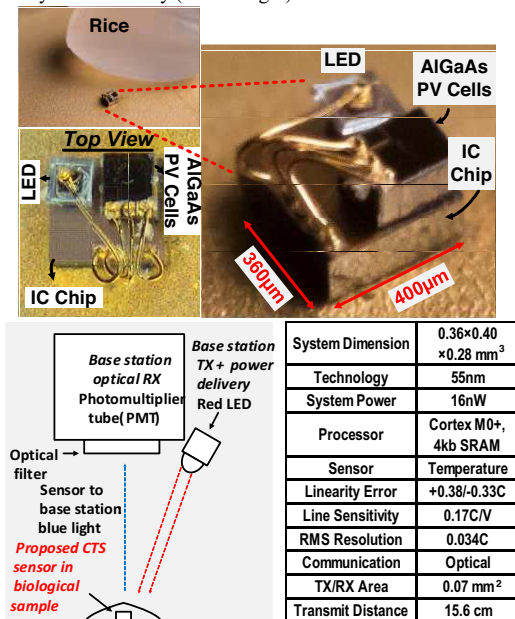 Rice
LED
AlGaAs
PV Cells
IC
Chip
360µm
400µm
Top View
LED
AlGaAs
PV Cells
IC Chip
Base station
optical RX
Photomultiplier
tube(PMT)
Base station
TX + power
delivery
Red LED
Optical
filter
Sensor to
base station
blue light
Proposed CTS
sensor in
biological
sample
System Dimension 0.36×0.40 ×0.28 mm³
Technology 55nm
System Power 16nW
Processor Cortex M0+, 4kb SRAM
Sensor Temperature
Linearity Error +0.38/-0.33C
Line Sensitivity 0.17C/V
RMS Resolution 0.034C
Communication Optical
TX/RX Area 0.07 mm²
Transmit Distance 15.6 cm